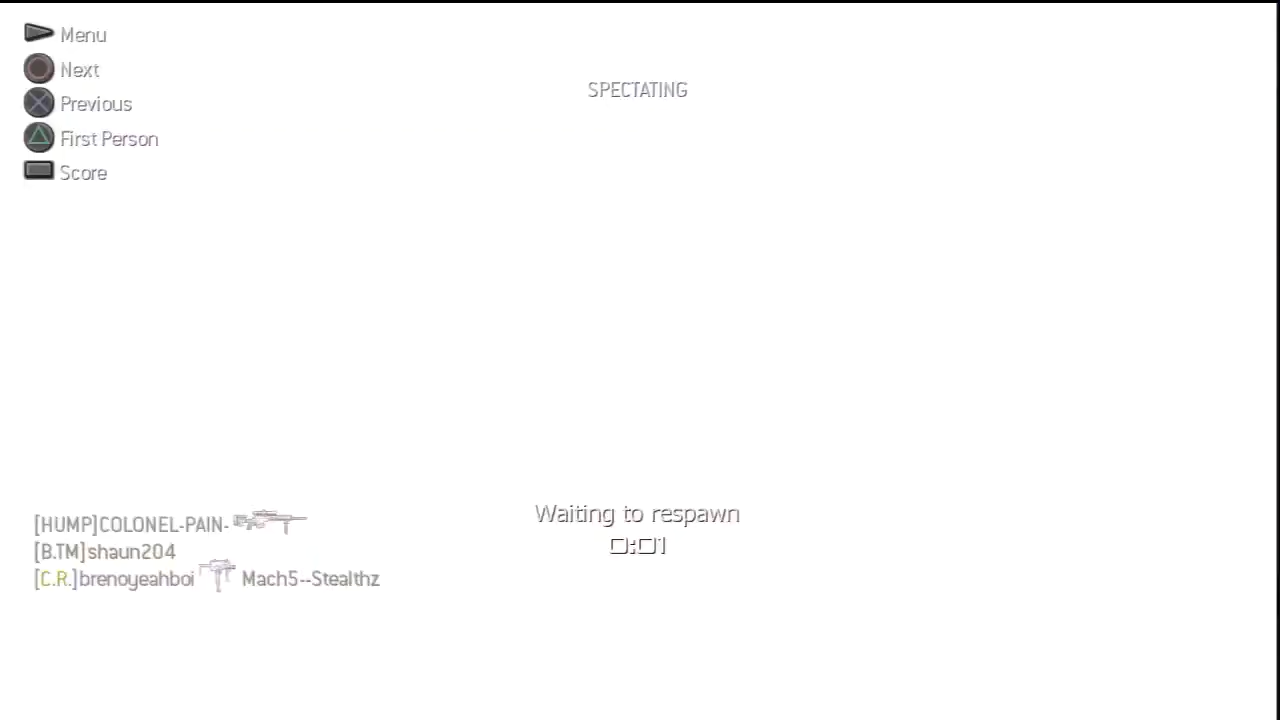 Menu
Next
Previous
First Person
Score
SPECTATING
[HUMP]COLONEL-PAIN-
[B.TM]shaun204
[C.R.]brenoyeahboi Mach5--Stealthz
Waiting to respawn
0:01